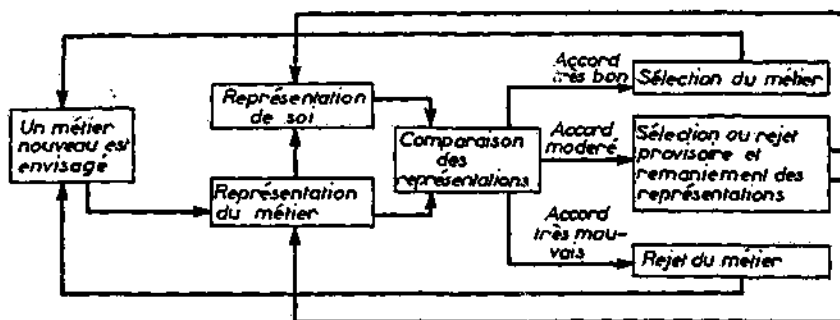 Un métier
nouveau est
envisagé
Représentation
de soi
Représentation
du métier
Comparaison
des
représentations
Accord
très bon
Accord
moderé
Accord
très mau-
vais
Sélection du métier
Sélection ou rejet
provisoire et
remaniement des
représentations
Rejet du métier